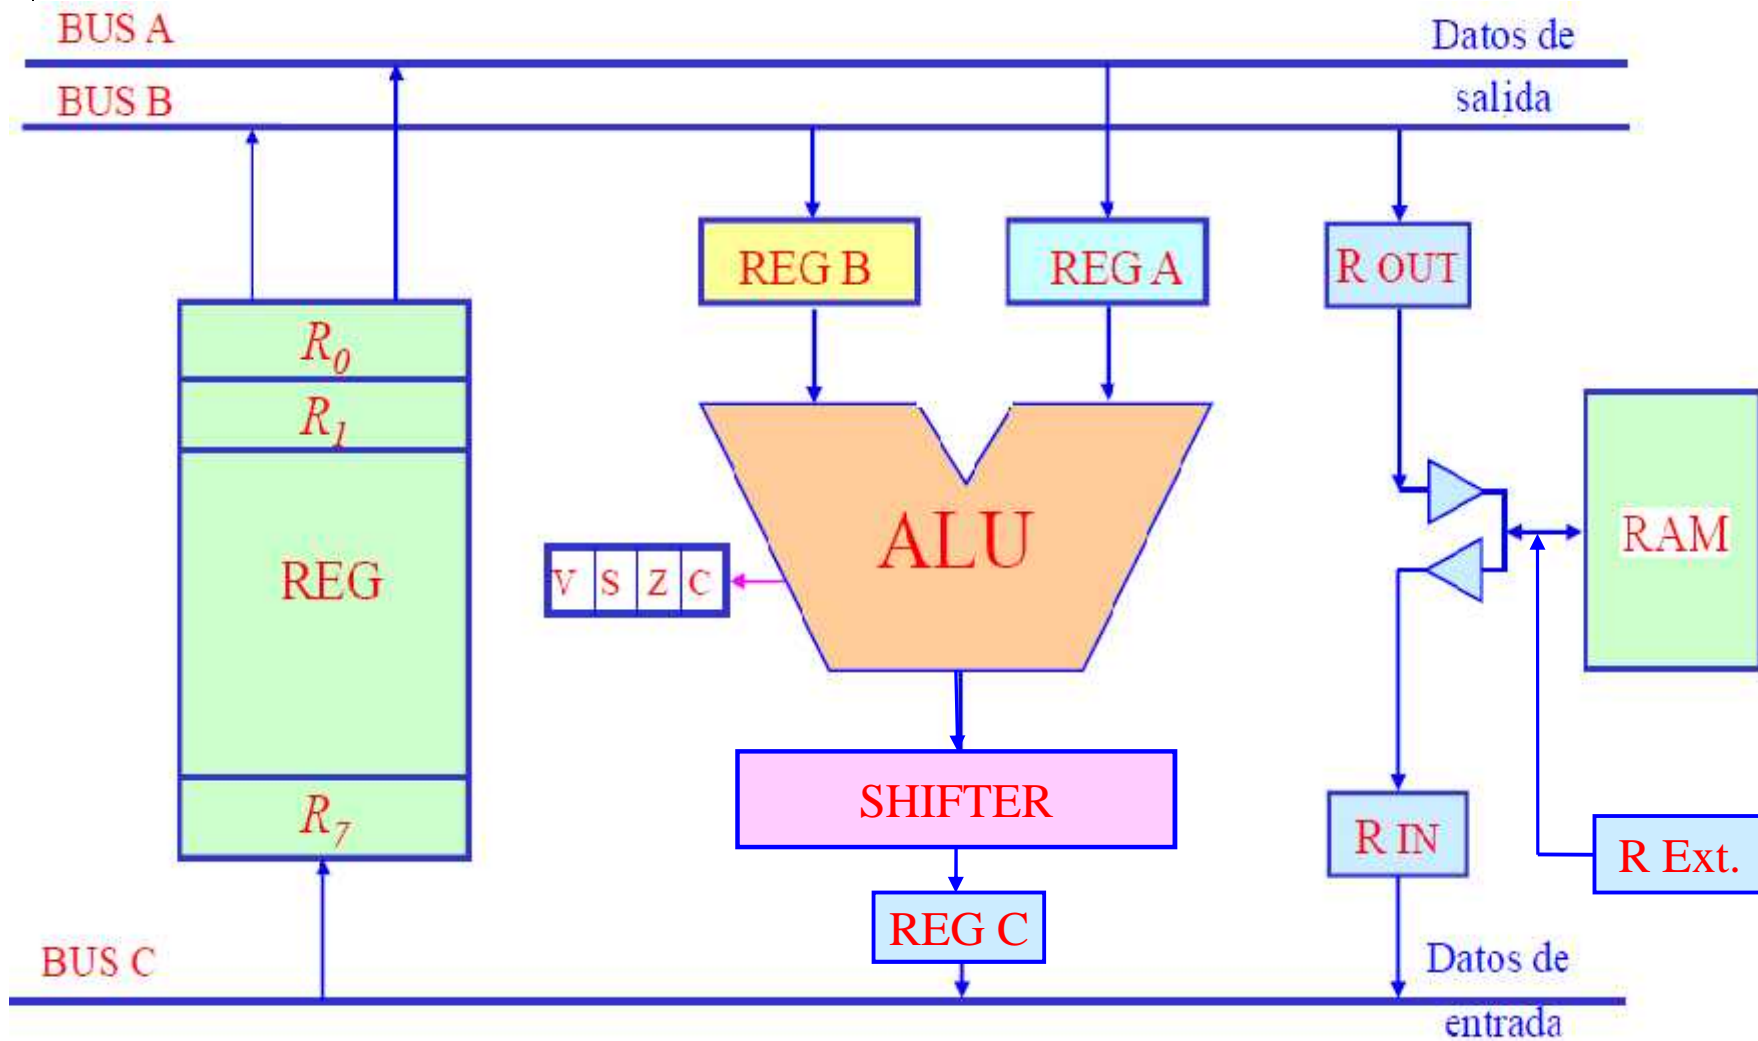 BUS A
Datos de
BUS B
salida
REG B
REG A
R OUT
R0
R1
REG
ALU
RAM
V S Z C
R7
SHIFTER
R IN
R Ext.
REG C
BUS C
Datos de
entrada